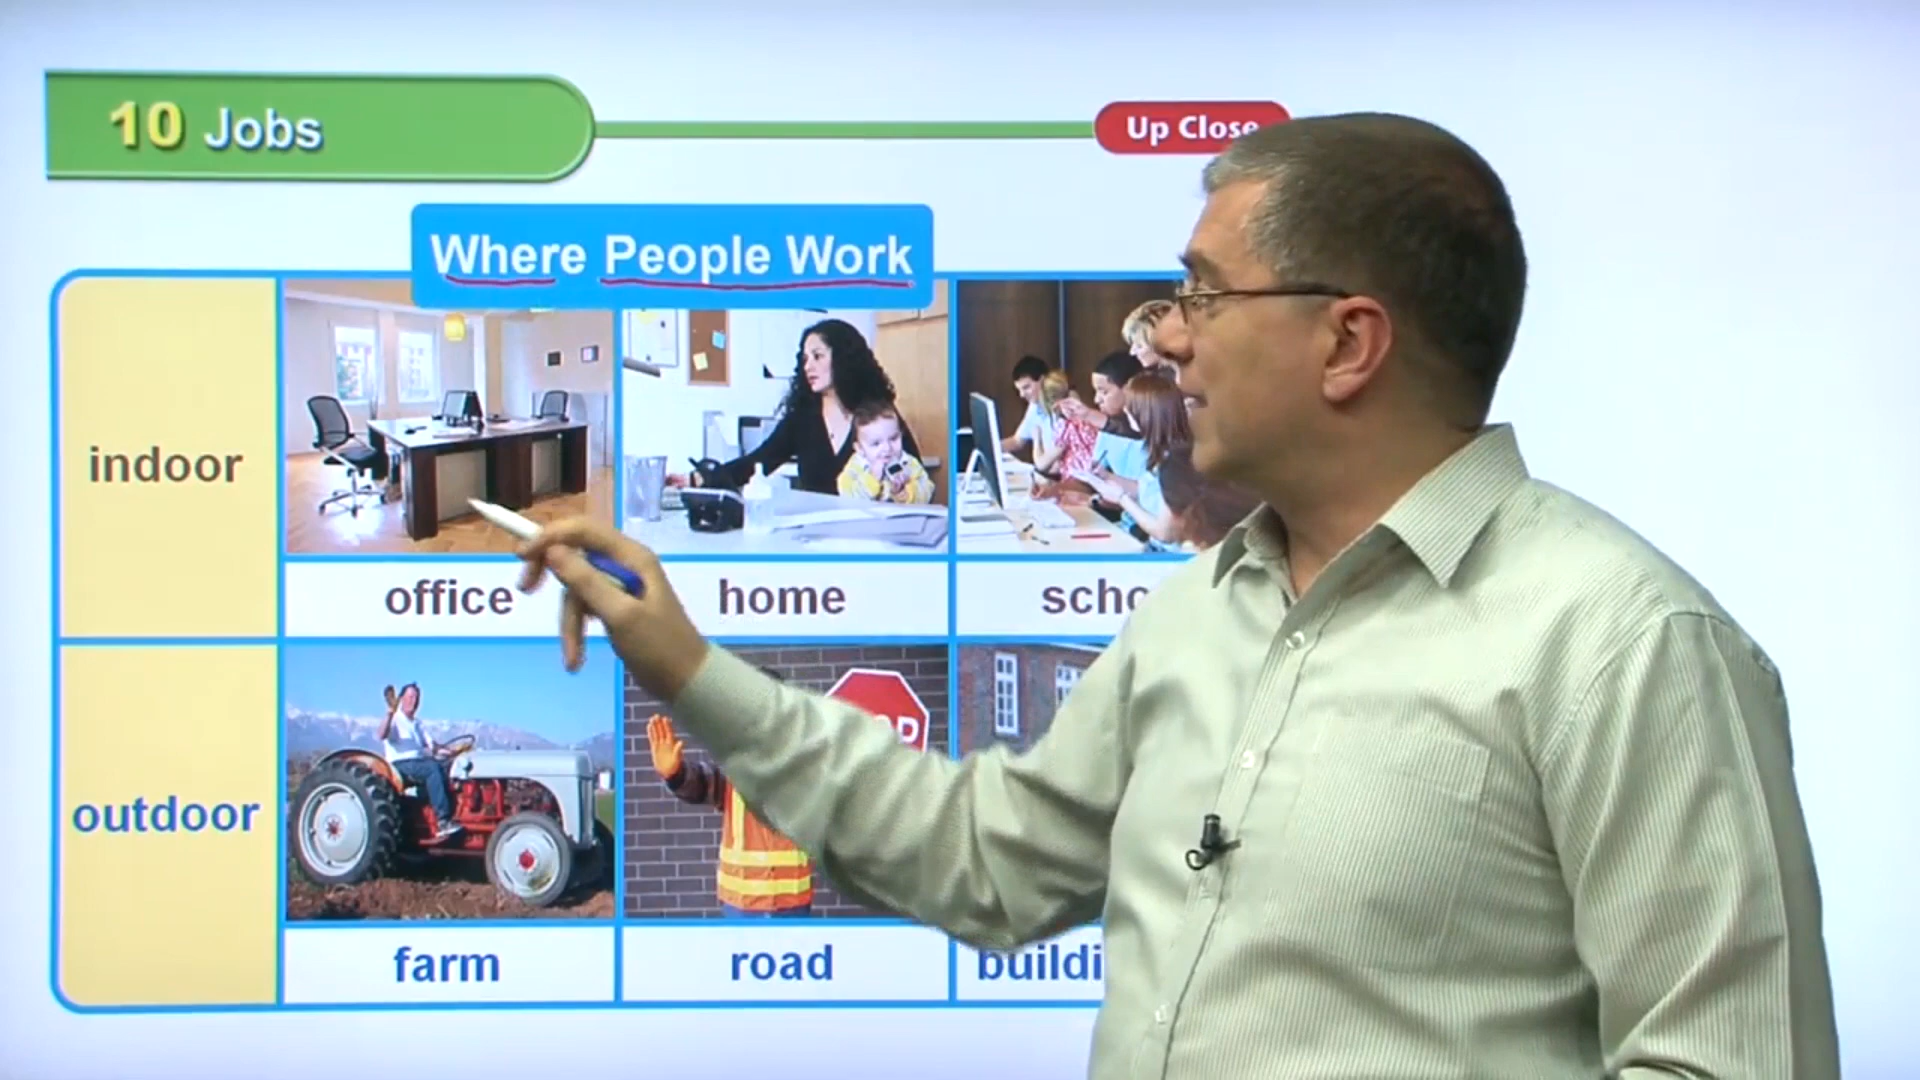 10 Jobs
Up Close
Where People Work
indoor
office
home
outdoor
farm
road